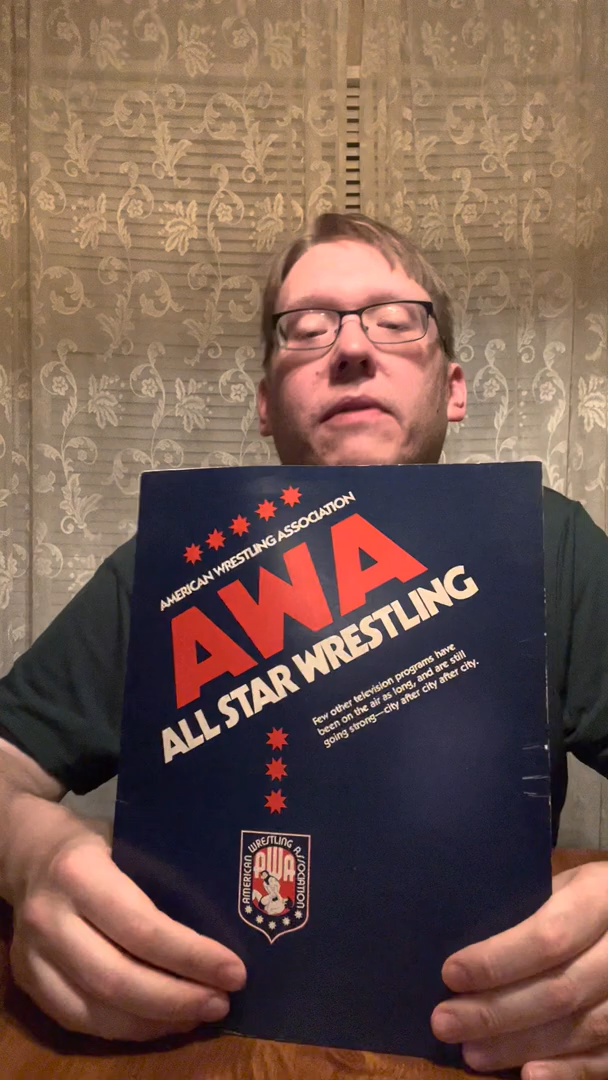 AMERICAN WRESTLING ASSOCIATION
AWA
ALL STAR WRESTLING
Few other television programs have
been on the air as long, and are still
going strong—city after city after city.
AMERICAN WRESTLING ASSOCIATION
AWA